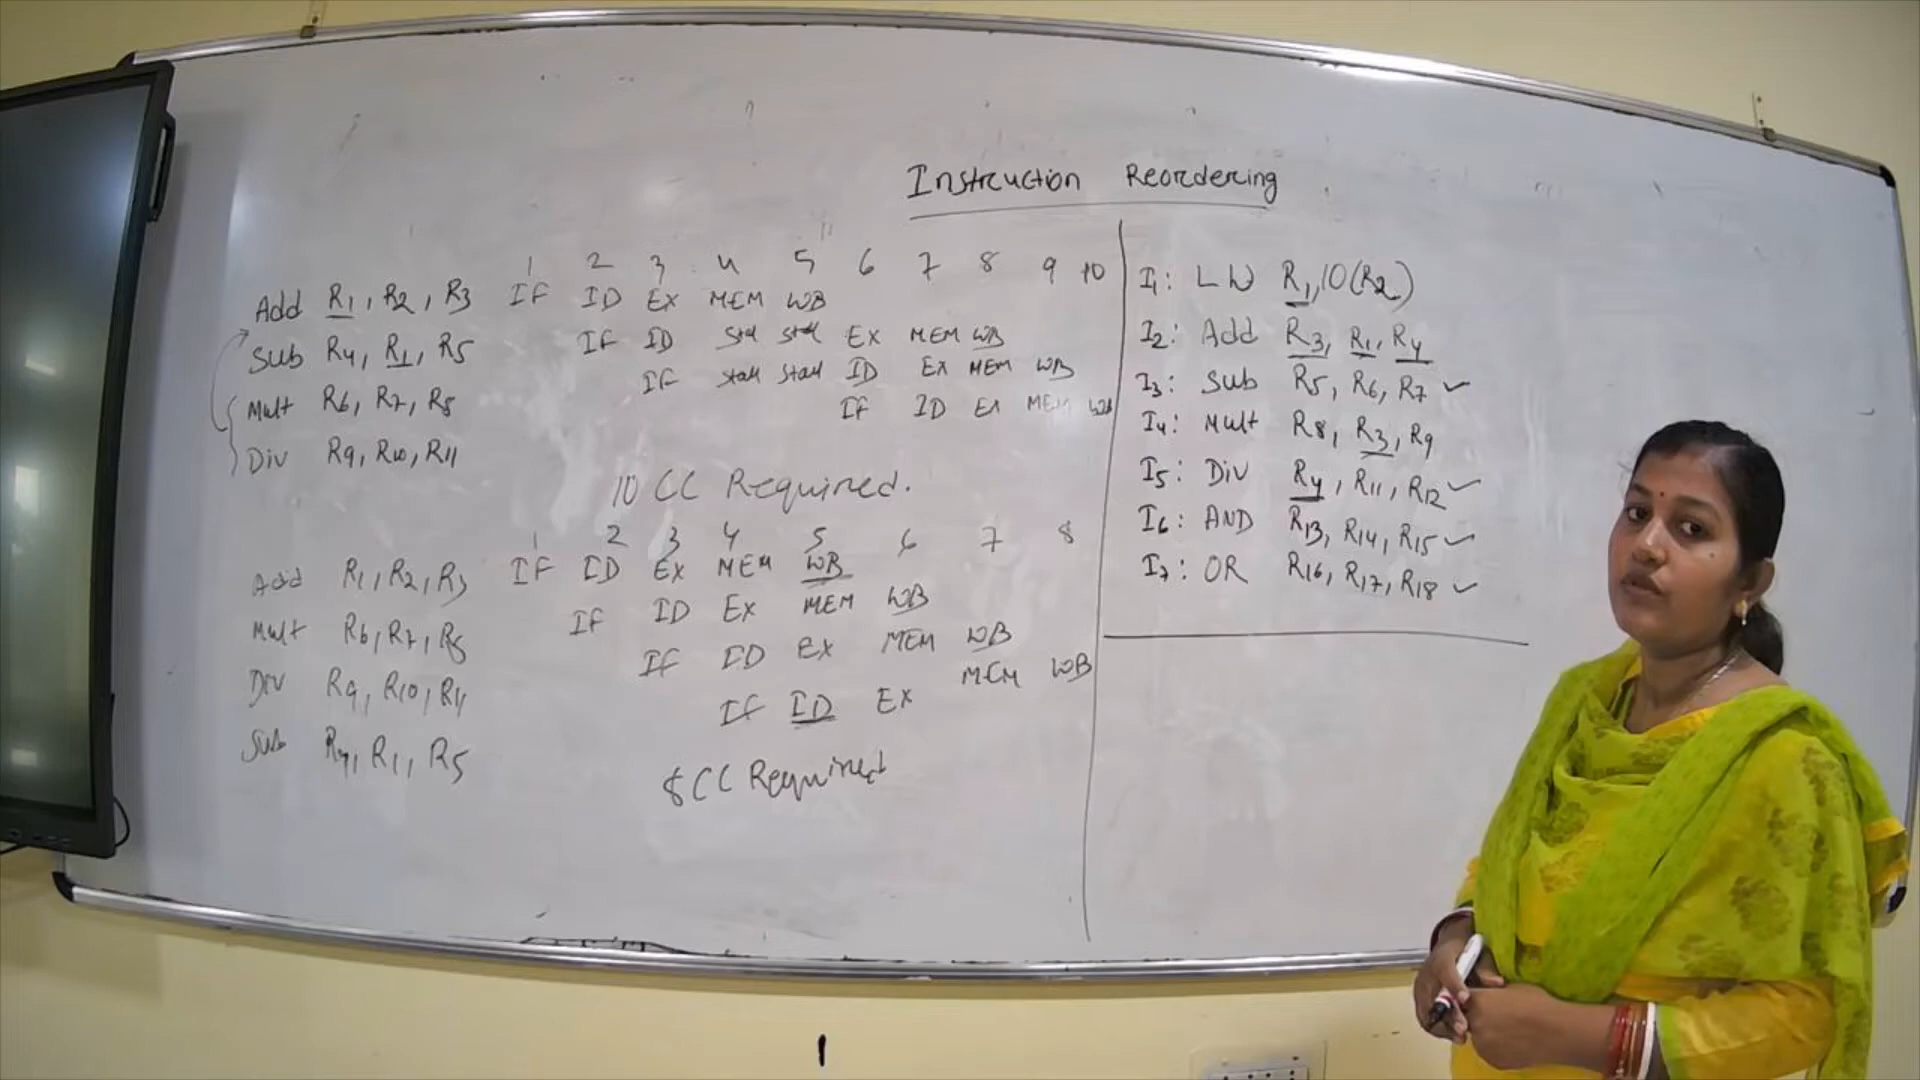 Instruction Reordering
1 2 3 4 5 6 7 8 9 10
Add R1, R2, R3 IF ID EX MEM WB
Sub R4, R1, R5 IF ID Stall Stall EX MEM WB
Mult R6, R7, R8 IF Stall Stall ID EX MEM WB
Div R9, R10, R11 IF ID EX MEM WB
10 CC Required.
1 2 3 4 5 6 7 8
Add R1, R2, R3 IF ID EX MEM WB
Mult R6, R7, R8 IF ID EX MEM WB
Div R9, R10, R11 IF ID EX MEM WB
Sub R4, R1, R5 IF ID EX MEM WB
8 CC Required
I1: LW R1, 10(R2)
I2: Add R3, R1, R4
I3: Sub R5, R6, R7 ✓
I4: Mult R8, R3, R9
I5: Div R4, R11, R12 ✓
I6: AND R13, R14, R15 ✓
I7: OR R16, R17, R18 ✓